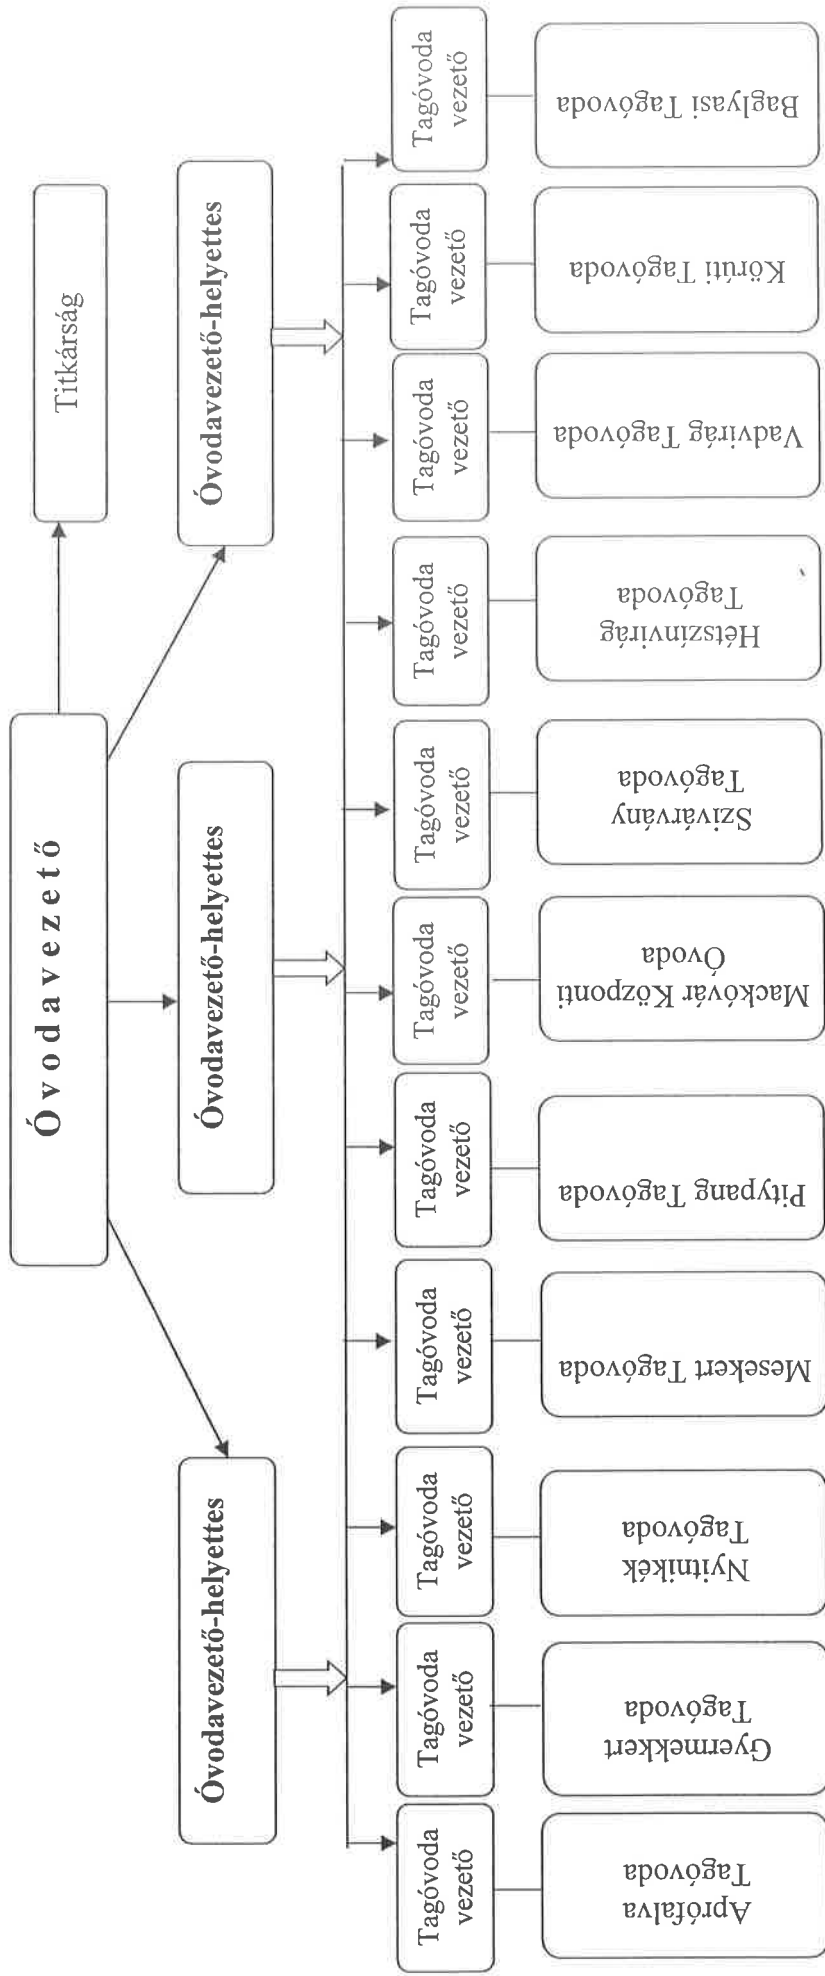 Óvodavezető
Titkárság
Óvodavezető-helyettes
Óvodavezető-helyettes
Óvodavezető-helyettes
Tagóvoda
vezető
Tagóvoda
vezető
Tagóvoda
vezető
Tagóvoda
vezető
Tagóvoda
vezető
Tagóvoda
vezető
Tagóvoda
vezető
Tagóvoda
vezető
Tagóvoda
vezető
Tagóvoda
vezető
Tagóvoda
vezető
Aprófalva
Tagóvoda
Gyermekkert
Tagóvoda
Nyitnikék
Tagóvoda
Mesekert Tagóvoda
Pitypang Tagóvoda
Mackóvár Központi
Óvoda
Szivárvány
Tagóvoda
Hétszínvirág
Tagóvoda
Vadvirág Tagóvoda
Körúti Tagóvoda
Baglyasi Tagóvoda